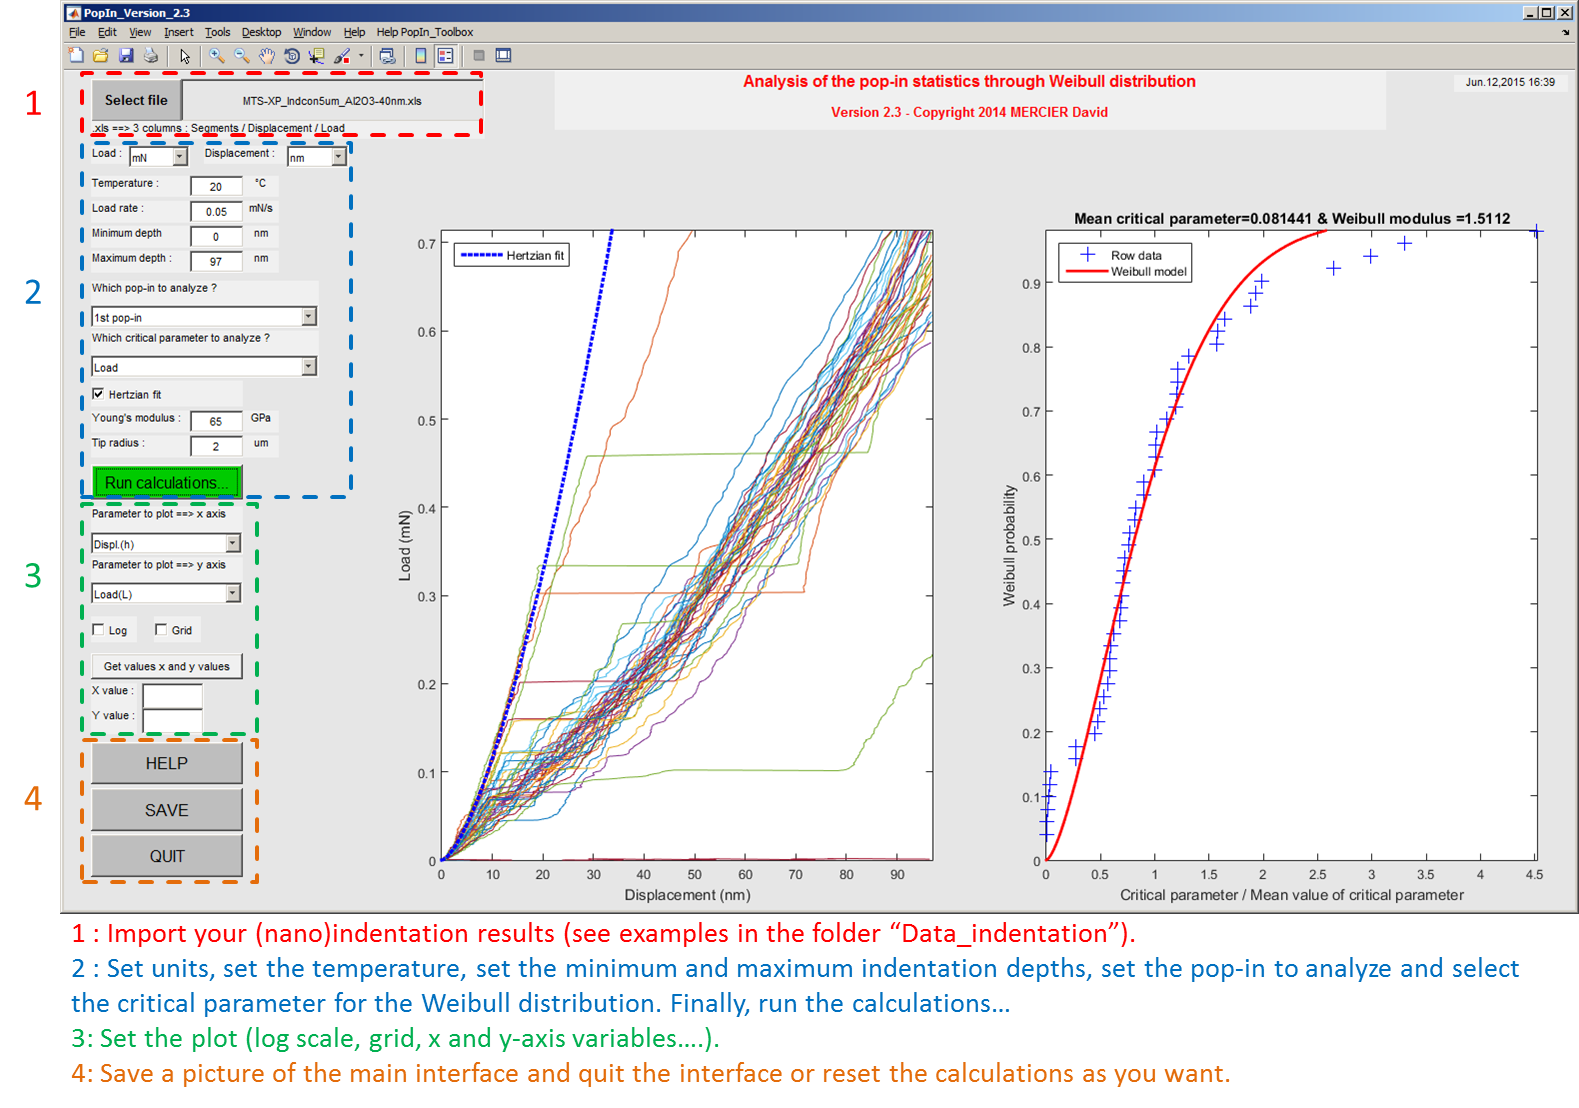 PopIn_Version_2.3
File Edit View Insert Tools Desktop Window Help Help PopIn_Toolbox
1
Select file
MTS-XP_Indcon5um_Al2O3-40nm.xls
.xls ==> 3 columns : Segments / Displacement / Load
Analysis of the pop-in statistics through Weibull distribution
Version 2.3 - Copyright 2014 MERCIER David
Jun.12,2015 16:39
2
Load : mN Displacement : nm
Temperature : 20 °C
Load rate : 0.05 mN/s
Minimum depth 0 nm
Maximum depth : 97 nm
Which pop-in to analyze ?
1st pop-in
Which critical parameter to analyze ?
Load
Hertzian fit
Young's modulus : 65 GPa
Tip radius : 2 um
Run calculations...
3
Parameter to plot ==> x axis
Displ.(h)
Parameter to plot ==> y axis
Load(L)
Log Grid
Get values x and y values
X value :
Y value :
4
HELP
SAVE
QUIT
Hertzian fit
0.7
0.6
0.5
0.4
0.3
0.2
0.1
0
Load (mN)
0 10 20 30 40 50 60 70 80 90
Displacement (nm)
Mean critical parameter=0.081441 & Weibull modulus =1.5112
Row data
Weibull model
0.9
0.8
0.7
0.6
0.5
0.4
0.3
0.2
0.1
0
Weibull probability
0 0.5 1 1.5 2 2.5 3 3.5 4 4.5
Critical parameter / Mean value of critical parameter
1 : Import your (nano)indentation results (see examples in the folder “Data_indentation”).
2 : Set units, set the temperature, set the minimum and maximum indentation depths, set the pop-in to analyze and select
the critical parameter for the Weibull distribution. Finally, run the calculations...
3: Set the plot (log scale, grid, x and y-axis variables....).
4: Save a picture of the main interface and quit the interface or reset the calculations as you want.